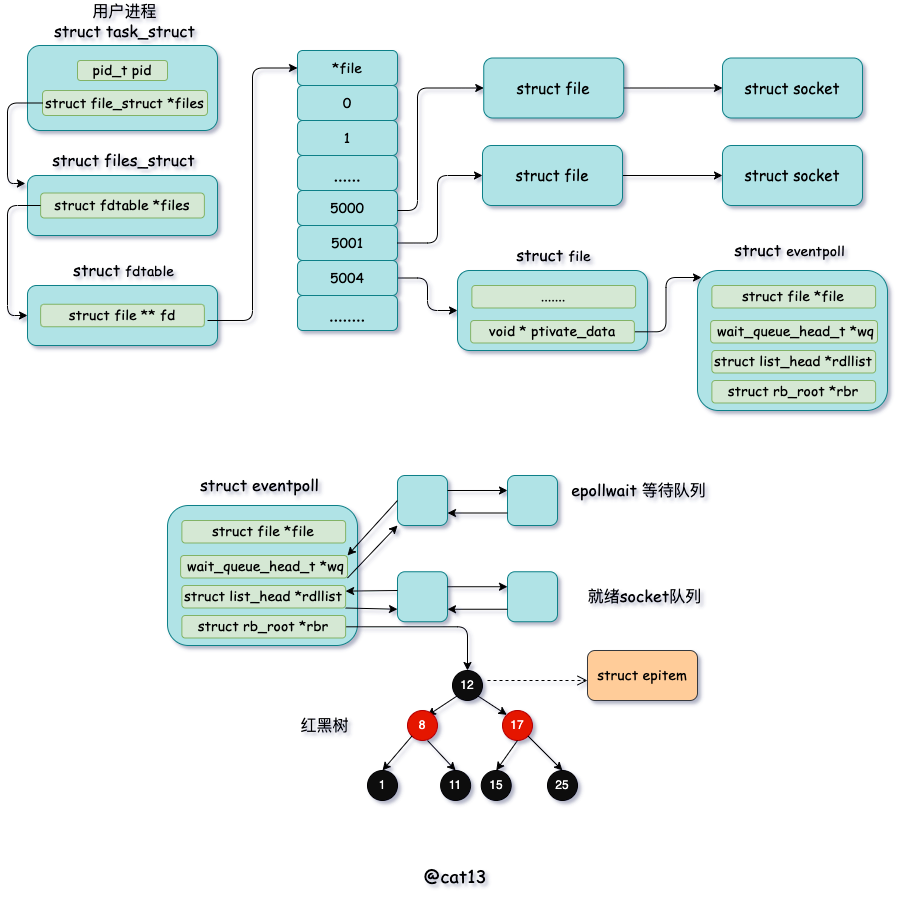 用户进程
struct task_struct
pid_t pid
struct file_struct *files
struct files_struct
struct fdtable *files
struct fdtable
struct file ** fd
*file
0
1
......
5000
5001
5004
........
struct file
struct socket
struct file
struct socket
struct file
.......
void * ptivate_data
struct eventpoll
struct file *file
wait_queue_head_t *wq
struct list_head *rdllist
struct rb_root *rbr
struct eventpoll
struct file *file
wait_queue_head_t *wq
struct list_head *rdllist
struct rb_root *rbr
epollwait 等待队列
就绪socket队列
12
struct epitem
红黑树
8
17
1
11
15
25
@cat13